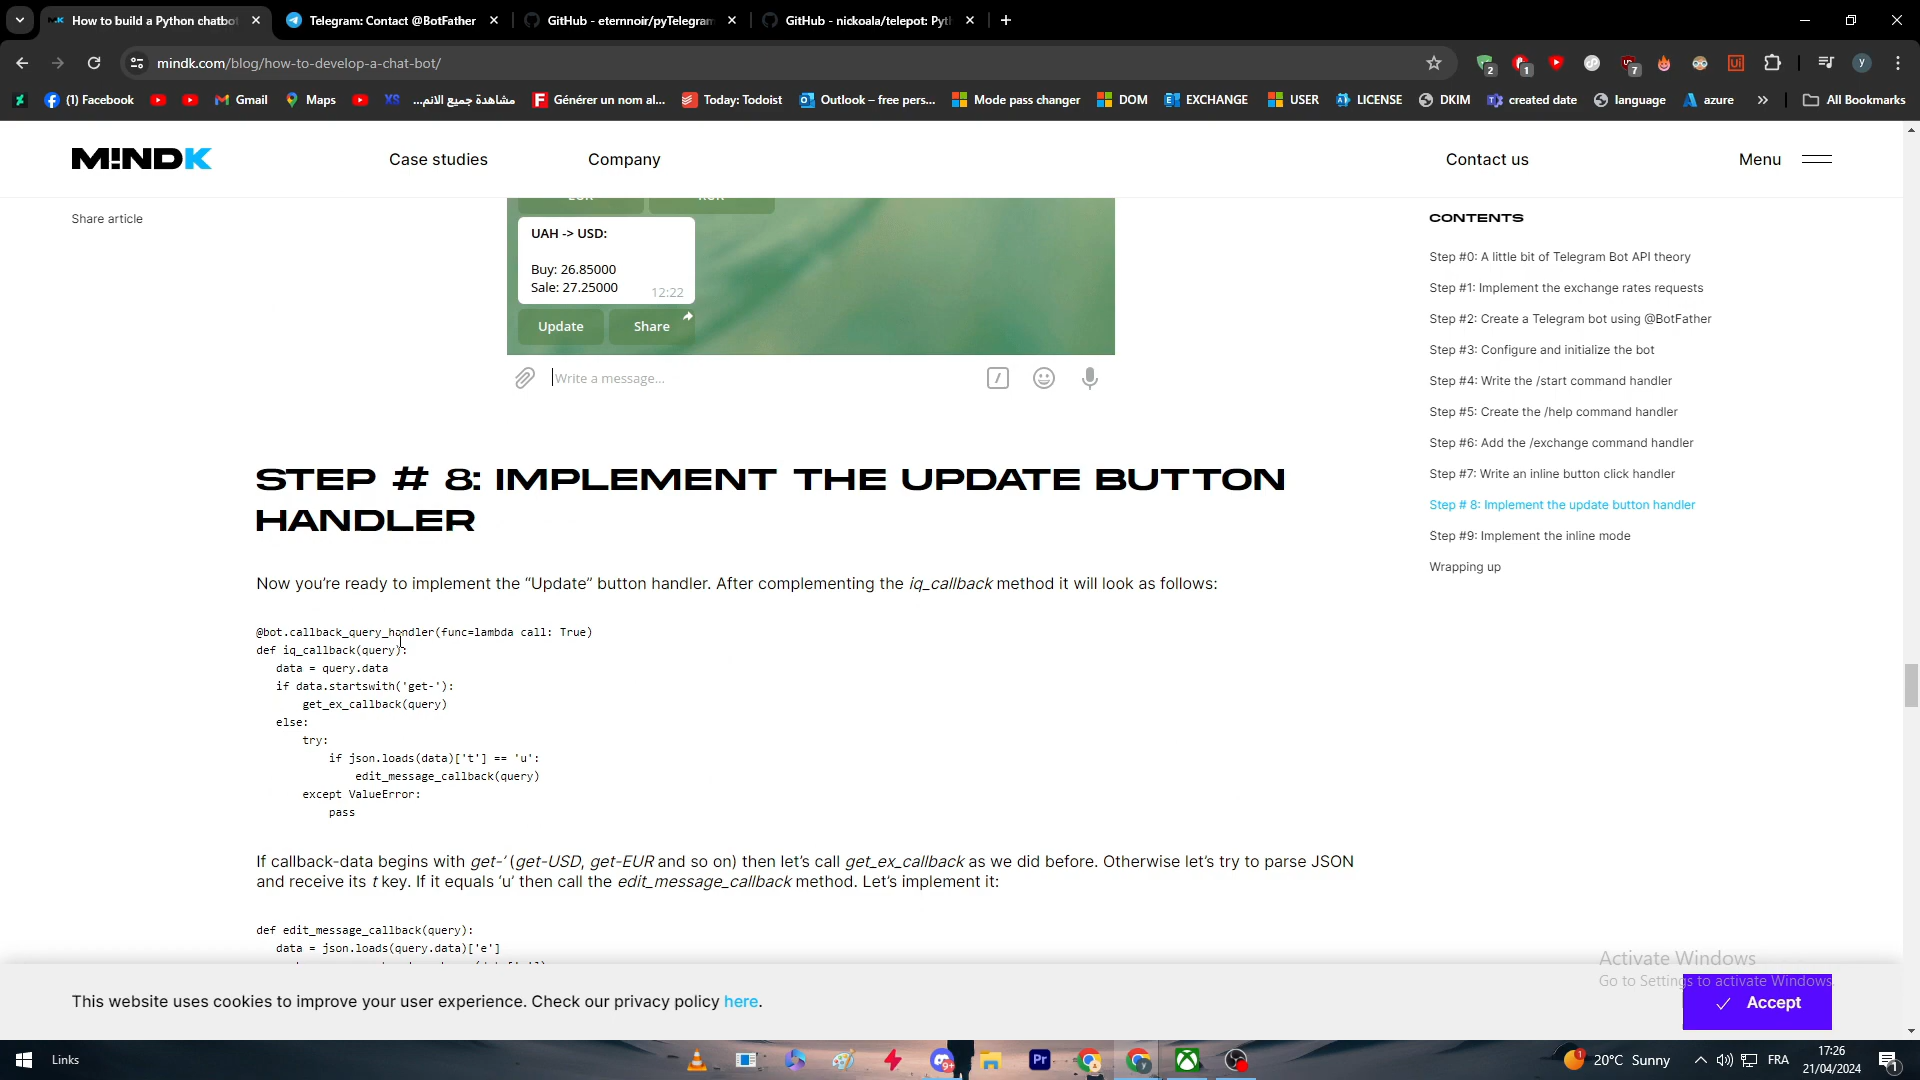 How to build a Python chatbo
Telegram: Contact @BotFather
GitHub - eternnoir/pyTelegram
GitHub - nickoala/telepot: Pyt
mindk.com/blog/how-to-develop-a-chat-bot/
2
1
7
y
(1) Facebook
Gmail
Maps
XS
مشاهدة جميع الانم...
Générer un nom al...
Today: Todoist
Outlook – free pers...
Mode pass changer
DOM
EXCHANGE
USER
LICENSE
DKIM
created date
language
azure
»
All Bookmarks
M!NDK
Case studies
Company
Contact us
Menu
Share article
UAH -> USD:
Buy: 26.85000
Sale: 27.25000
12:22
Update
Share
Write a message...
STEP # 8: IMPLEMENT THE UPDATE BUTTON
HANDLER
Now you're ready to implement the “Update” button handler. After complementing the iq_callback method it will look as follows:
@bot.callback_query_handler(func=lambda call: True)
def iq_callback(query):
data = query.data
if data.startswith('get-'):
get_ex_callback(query)
else:
try:
if json.loads(data)['t'] == 'u':
edit_message_callback(query)
except ValueError:
pass
If callback-data begins with get-’ (get-USD, get-EUR and so on) then let’s call get_ex_callback as we did before. Otherwise let’s try to parse JSON
and receive its t key. If it equals ‘u’ then call the edit_message_callback method. Let’s implement it:
def edit_message_callback(query):
data = json.loads(query.data)['e']
CONTENTS
Step #0: A little bit of Telegram Bot API theory
Step #1: Implement the exchange rates requests
Step #2: Create a Telegram bot using @BotFather
Step #3: Configure and initialize the bot
Step #4: Write the /start command handler
Step #5: Create the /help command handler
Step #6: Add the /exchange command handler
Step #7: Write an inline button click handler
Step # 8: Implement the update button handler
Step #9: Implement the inline mode
Wrapping up
Activate Windows
Go to Settings to activate Windows.
This website uses cookies to improve your user experience. Check our privacy policy here.
Accept
Links
9+
Pr
20°C Sunny
FRA
17:26
21/04/2024
1